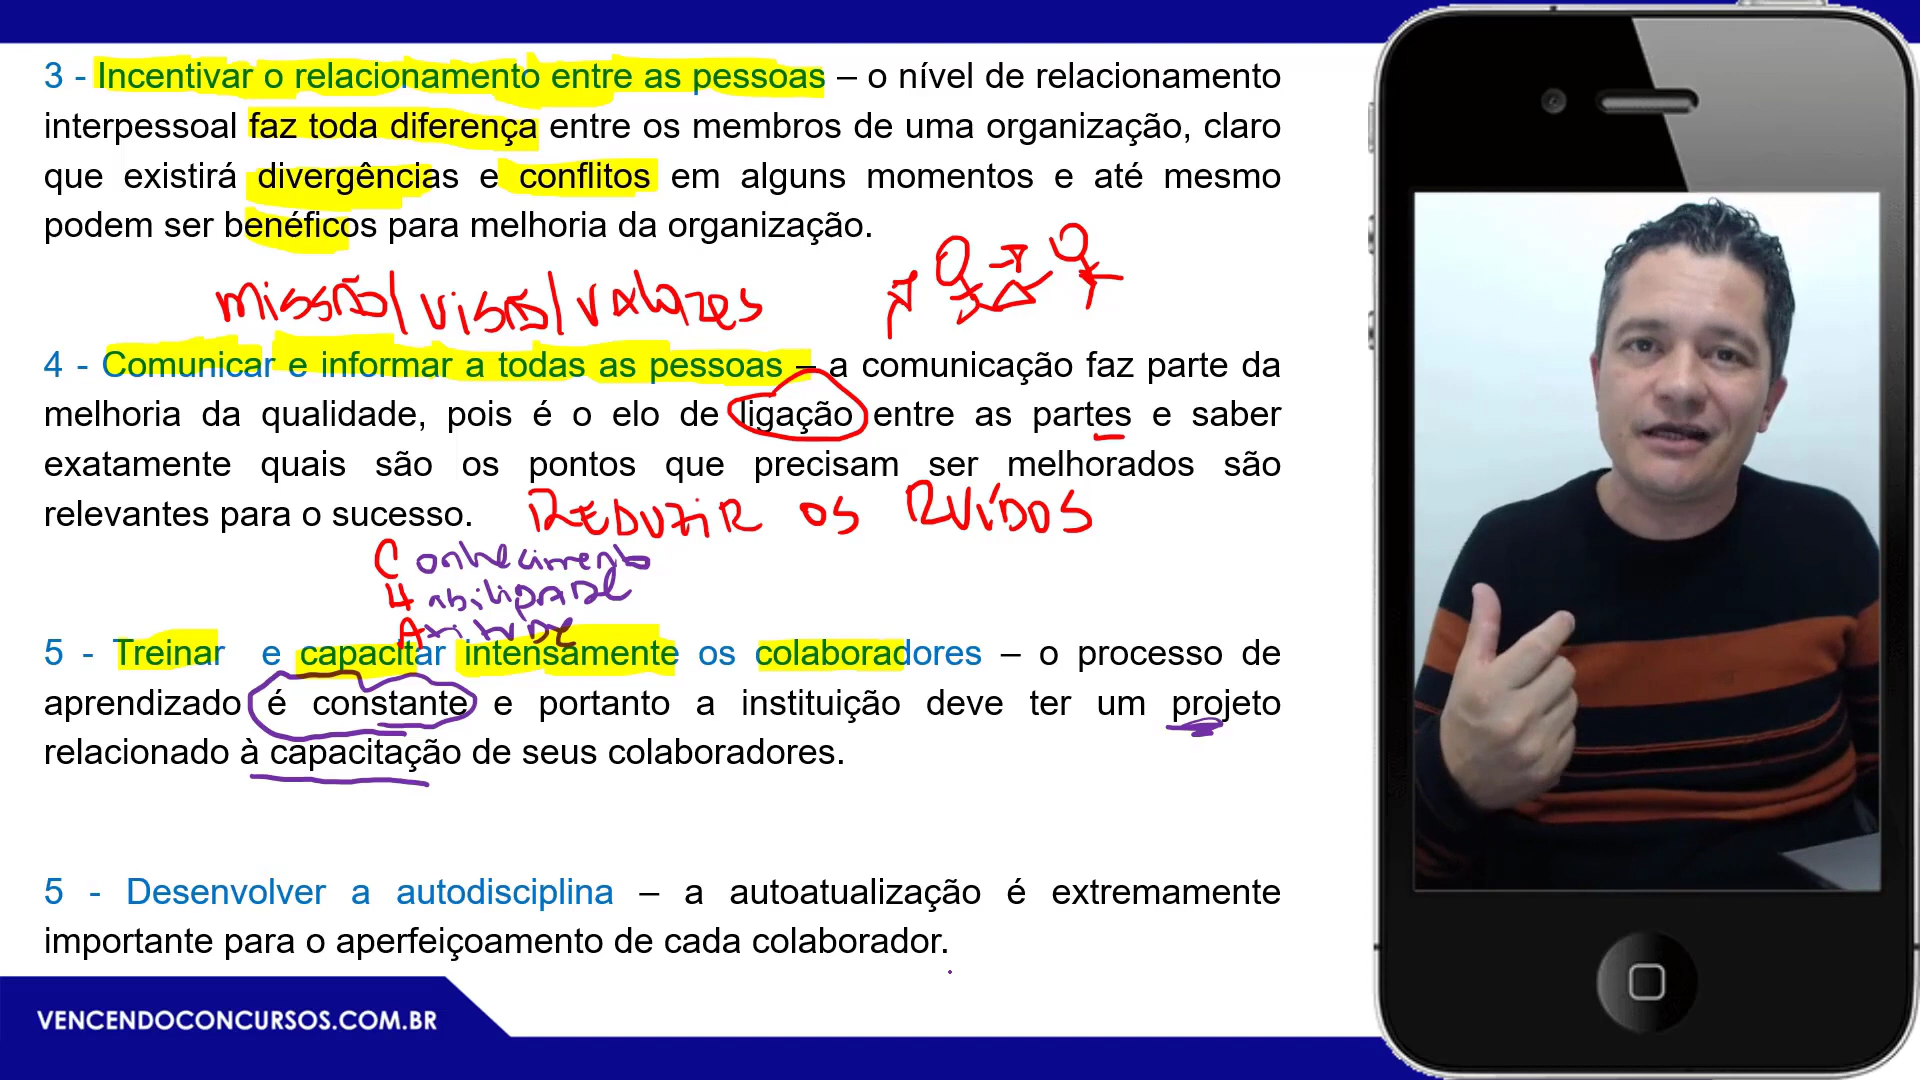 3 - Incentivar o relacionamento entre as pessoas – o nível de relacionamento
interpessoal faz toda diferença entre os membros de uma organização, claro
que existirá divergências e conflitos em alguns momentos e até mesmo
podem ser benéficos para melhoria da organização.
missão/visão/valores
4 - Comunicar e informar a todas as pessoas – a comunicação faz parte da
melhoria da qualidade, pois é o elo de ligação entre as partes e saber
exatamente quais são os pontos que precisam ser melhorados são
relevantes para o sucesso. REDUZIR OS RUÍDOS
Conhecimento
Habilidade
Atitude
5 - Treinar e capacitar intensamente os colaboradores – o processo de
aprendizado é constante e portanto a instituição deve ter um projeto
relacionado à capacitação de seus colaboradores.
5 - Desenvolver a autodisciplina – a autoatualização é extremamente
importante para o aperfeiçoamento de cada colaborador.
VENCENDOCONCURSOS.COM.BR